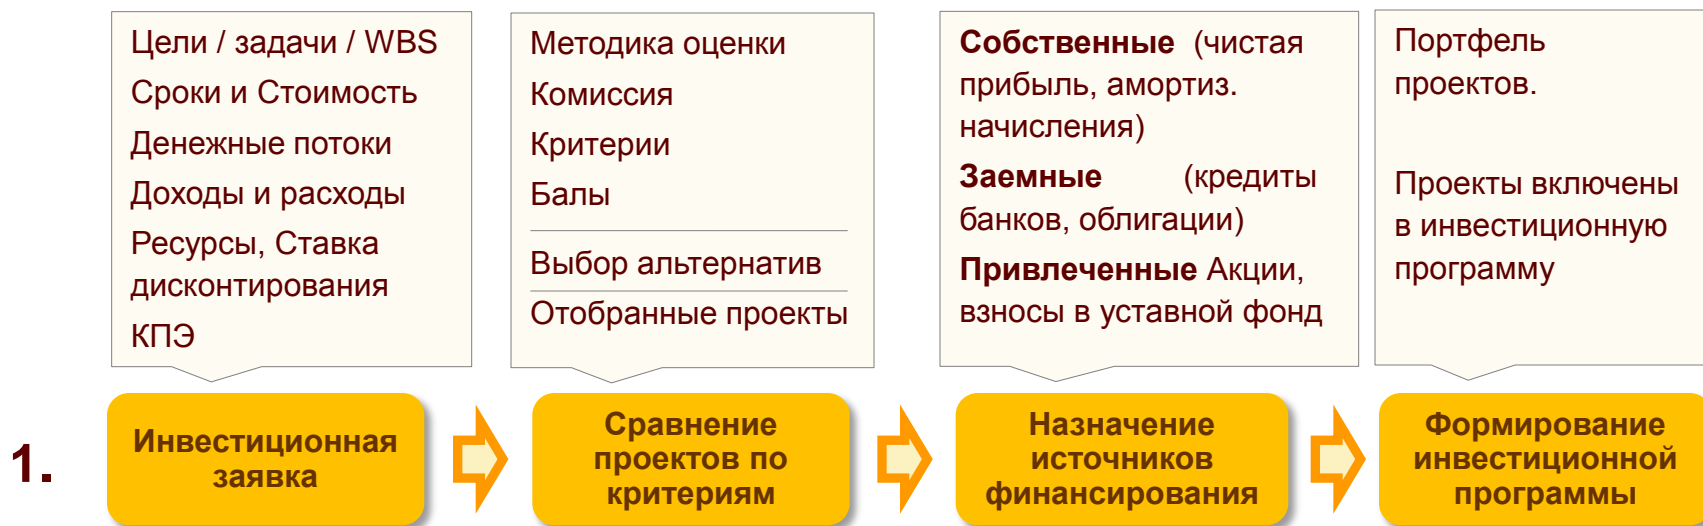 Цели / задачи / WBS
Сроки и Стоимость
Денежные потоки
Доходы и расходы
Ресурсы, Ставка
дисконтирования
КПЭ
Методика оценки
Комиссия
Критерии
Балы
Выбор альтернатив
Отобранные проекты
Собственные (чистая
прибыль, амортиз.
начисления)
Заемные (кредиты
банков, облигации)
Привлеченные Акции,
взносы в уставной фонд
Портфель
проектов.
Проекты включены
в инвестиционную
программу
1.
Инвестиционная
заявка
Сравнение
проектов по
критериям
Назначение
источников
финансирования
Формирование
инвестиционной
программы